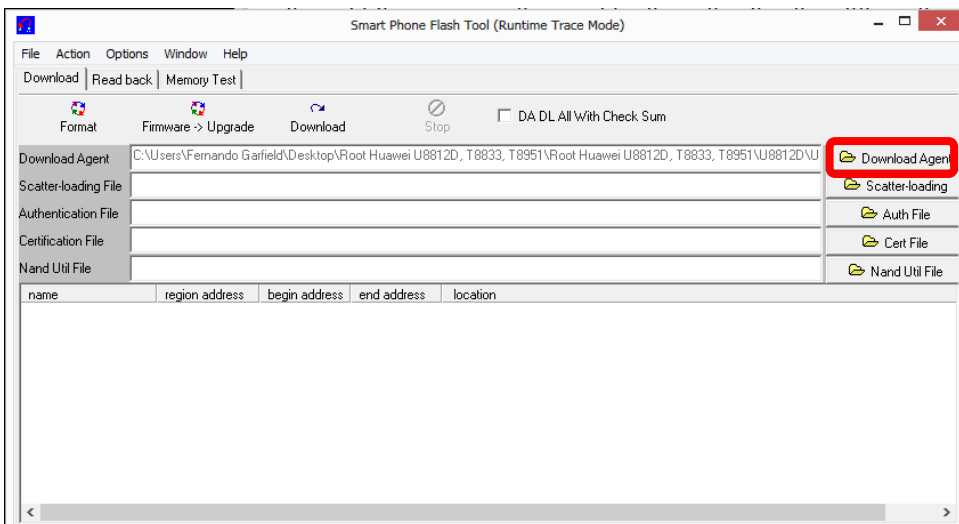 Smart Phone Flash Tool (Runtime Trace Mode)
File Action Options Window Help
Download Read back Memory Test
Format Firmware -> Upgrade Download Stop DA DL All With Check Sum
Download Agent C:\Users\Fernando Garfield\Desktop\Root Huawei U8812D, T8833, T8951\Root Huawei U8812D, T8833, T8951\U8812D\U Download Agent
Scatter-loading File Scatter-loading
Authentication File Auth File
Certification File Cert File
Nand Util File Nand Util File
name region address begin address end address location